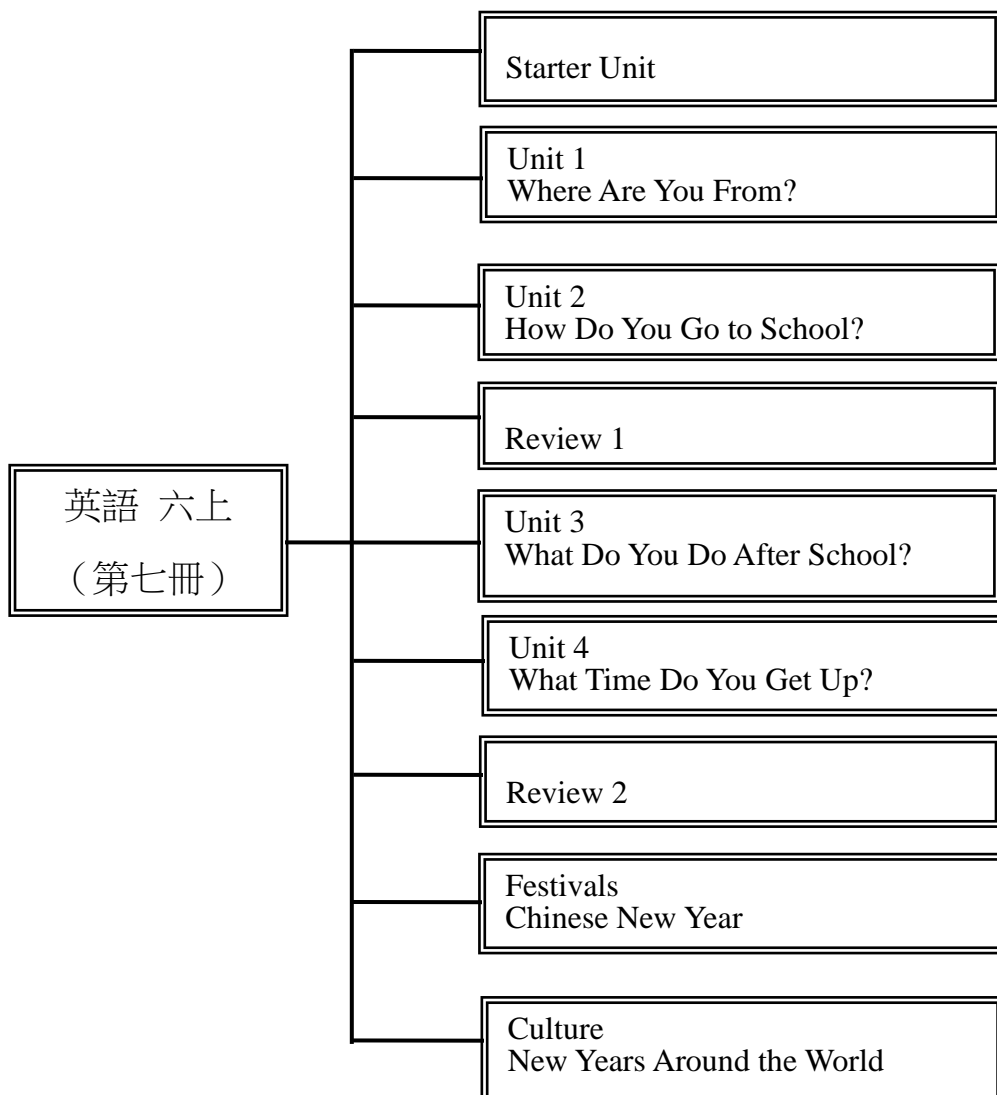 英語 六上
（第七冊）
Starter Unit
Unit 1
Where Are You From?
Unit 2
How Do You Go to School?
Review 1
Unit 3
What Do You Do After School?
Unit 4
What Time Do You Get Up?
Review 2
Festivals
Chinese New Year
Culture
New Years Around the World